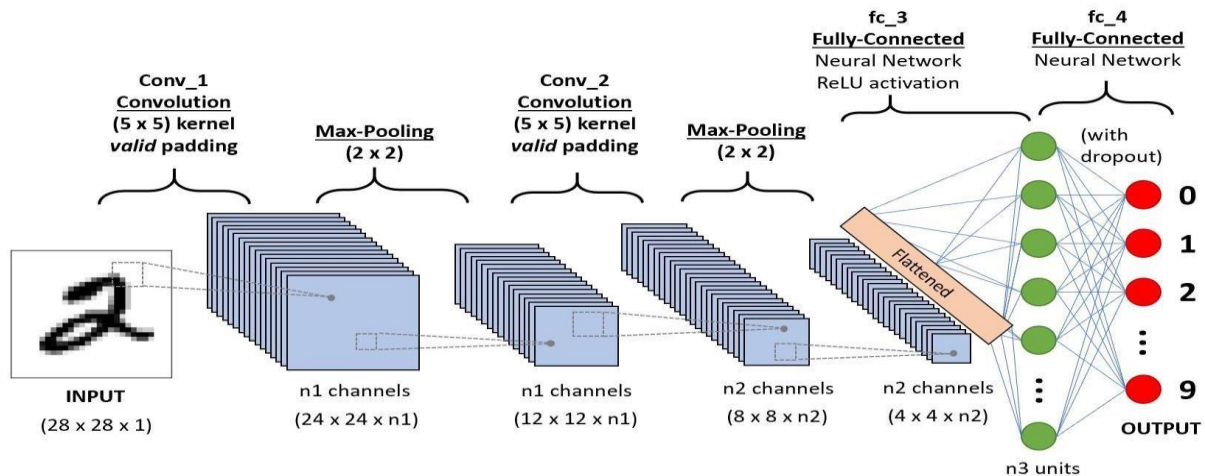 fc_3
Fully-Connected
Neural Network
ReLU activation
fc_4
Fully-Connected
Neural Network
Conv_1
Convolution
(5 x 5) kernel
valid padding
Max-Pooling
(2 x 2)
Conv_2
Convolution
(5 x 5) kernel
valid padding
Max-Pooling
(2 x 2)
(with
dropout)
2
Flattened
0
1
2
9
INPUT
(28 x 28 x 1)
n1 channels
(24 x 24 x n1)
n1 channels
(12 x 12 x n1)
n2 channels
(8 x 8 x n2)
n2 channels
(4 x 4 x n2)
OUTPUT
n3 units